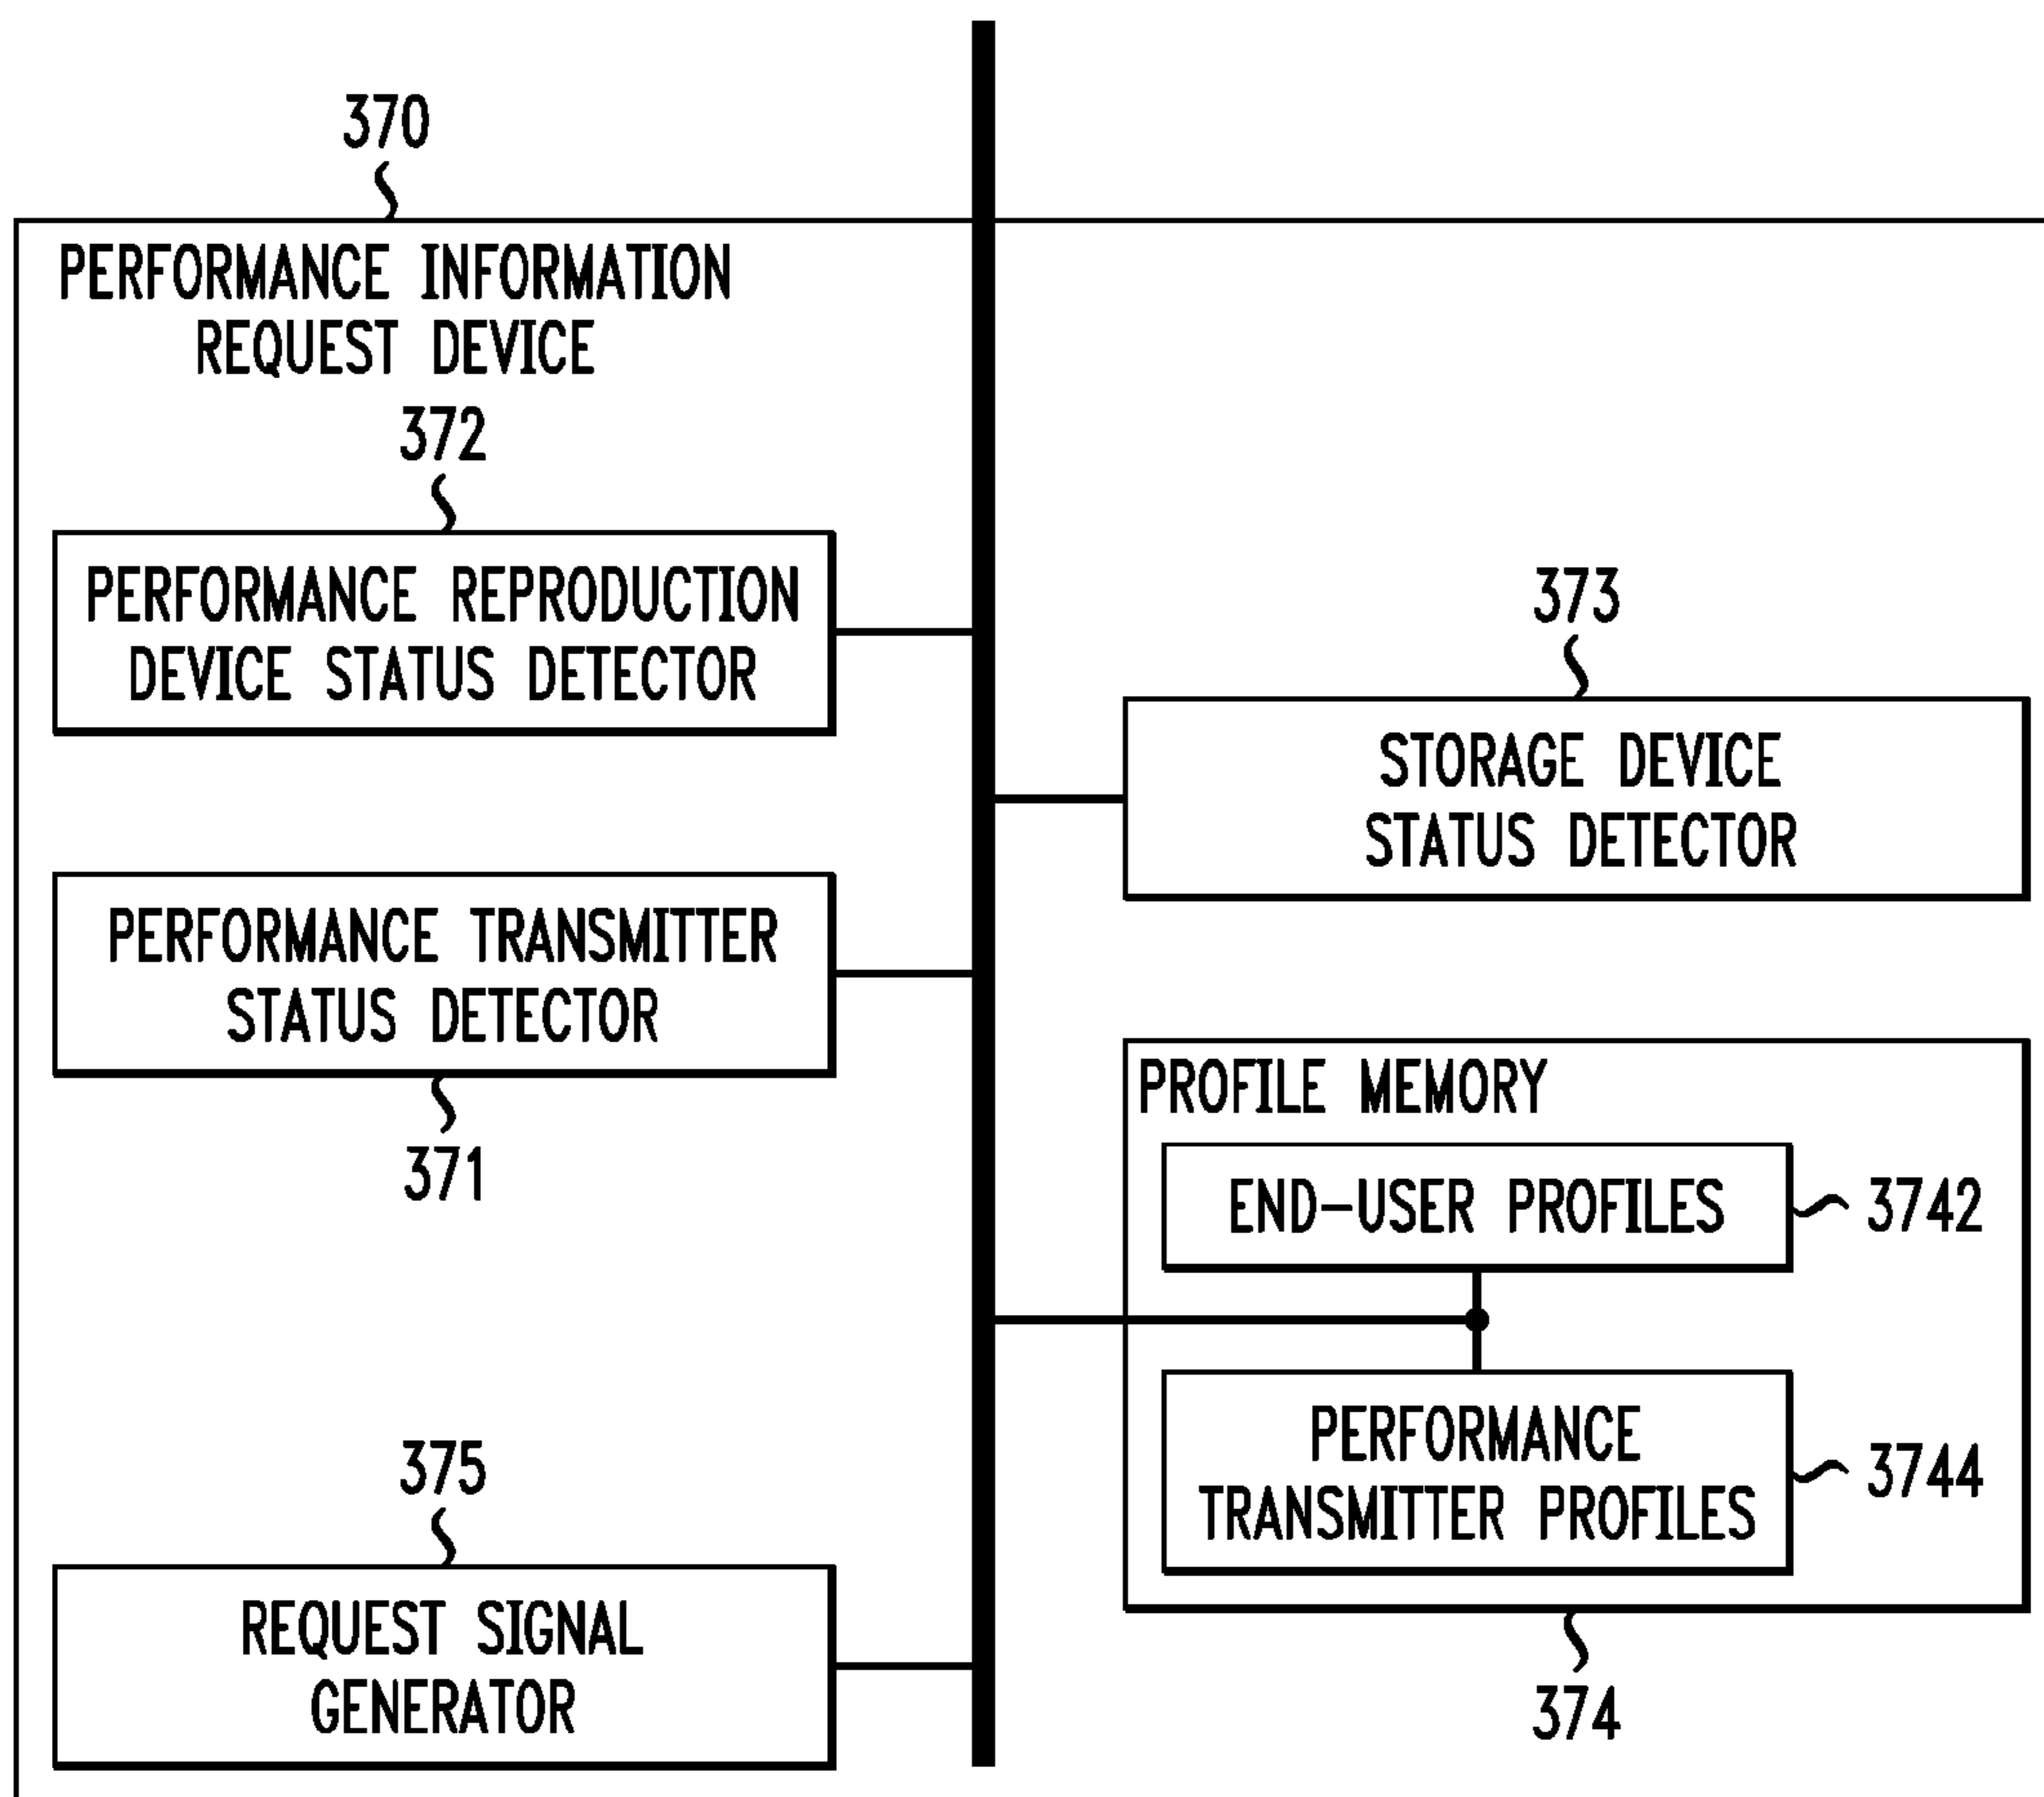 370
PERFORMANCE INFORMATION
REQUEST DEVICE
372
PERFORMANCE REPRODUCTION
DEVICE STATUS DETECTOR
373
STORAGE DEVICE
STATUS DETECTOR
PERFORMANCE TRANSMITTER
STATUS DETECTOR
371
PROFILE MEMORY
END-USER PROFILES
3742
PERFORMANCE
TRANSMITTER PROFILES
3744
374
375
REQUEST SIGNAL
GENERATOR